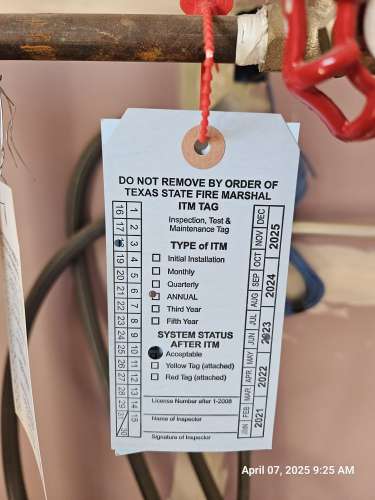 DO NOT REMOVE BY ORDER OF
TEXAS STATE FIRE MARSHAL
ITM TAG
Inspection, Test &
Maintenance Tag
TYPE of ITM
Initial Installation
Monthly
Quarterly
ANNUAL
Third Year
Fifth Year
SYSTEM STATUS
AFTER ITM
Acceptable
Yellow Tag (attached)
Red Tag (attached)
License Number after 1-2008
Name of Inspector
Signature of Inspector
16 1
17 2
18 3
19 4
20 5
21 6
22 7
23 8
24 9
25 10
26 11
27 12
28 13
29 14
30 15
31
JAN FEB MAR APR MAY JUN JUL AUG SEP OCT NOV DEC
2021 2022 2023 2024 2025
April 07, 2025 9:25 AM